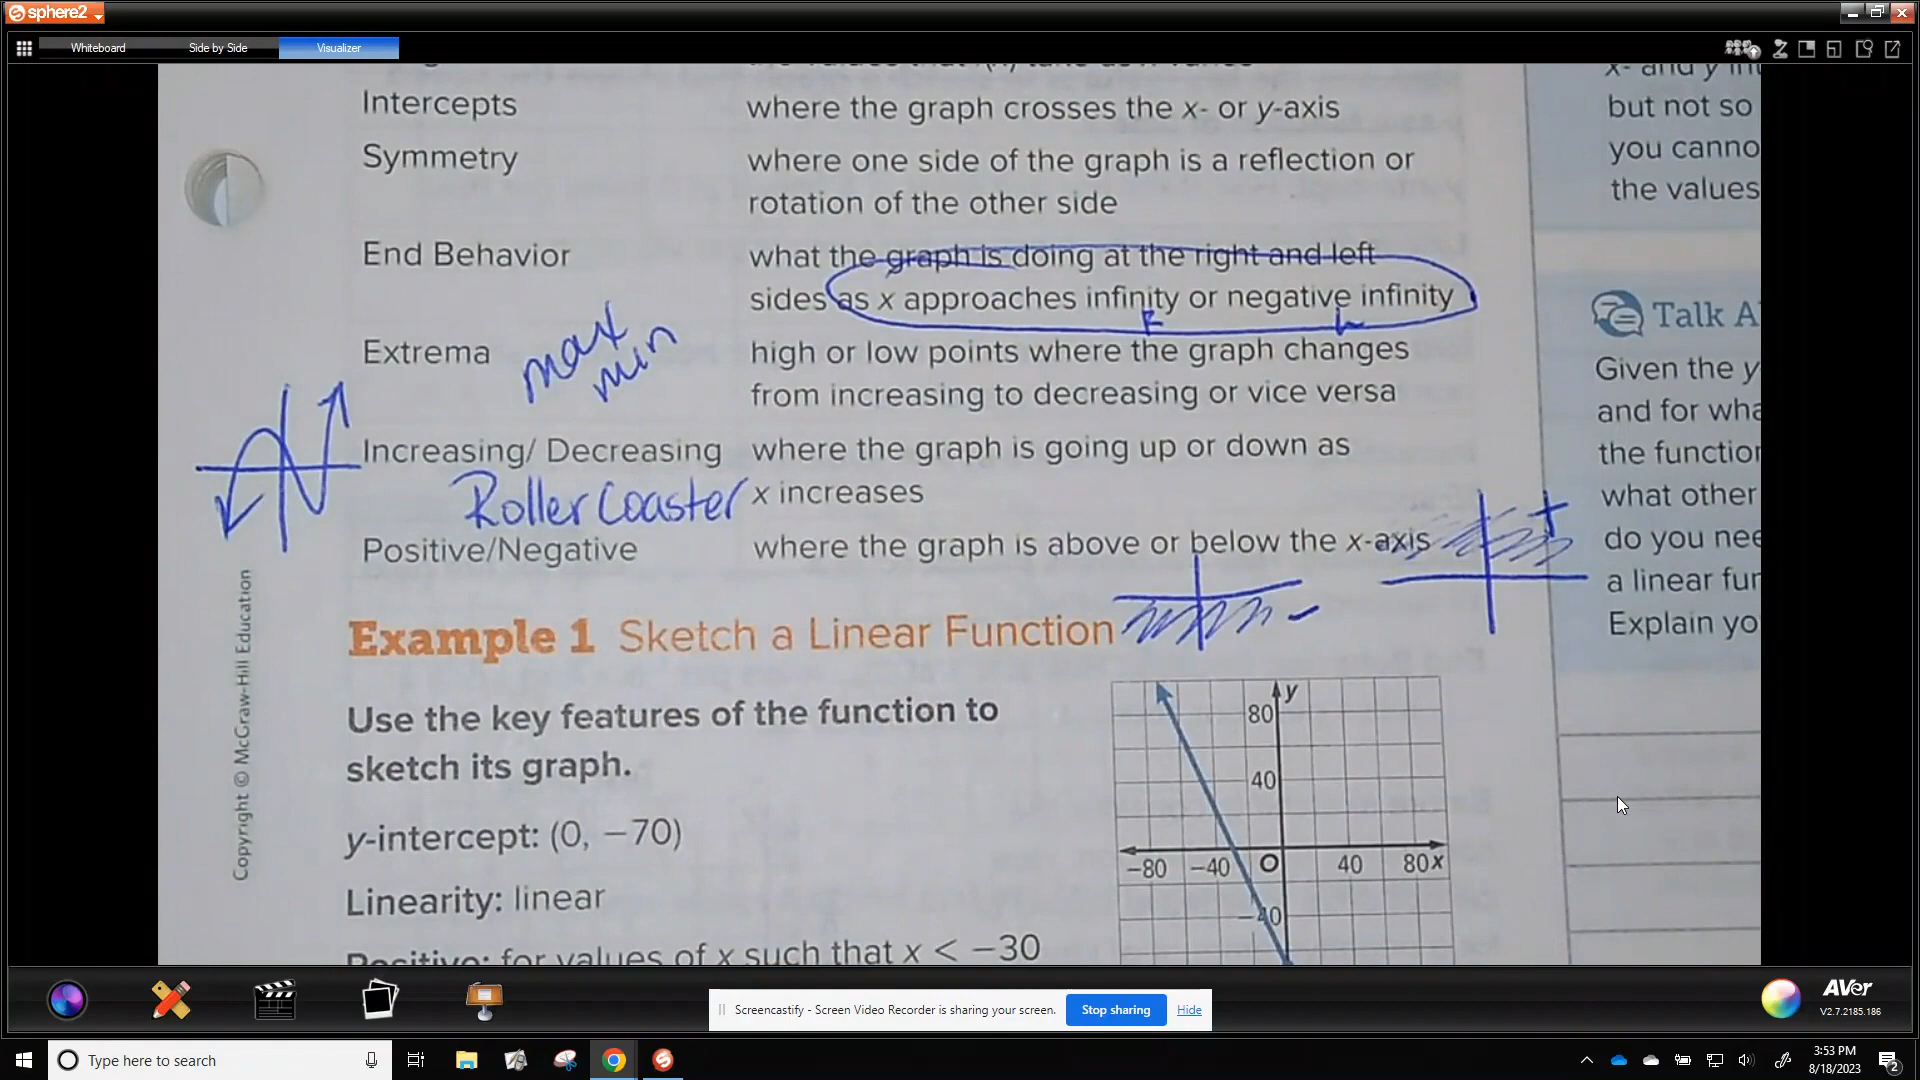 sphere2
Whiteboard
Side by Side
Visualizer
Intercepts
where the graph crosses the x- or y-axis
Symmetry
where one side of the graph is a reflection or
rotation of the other side
End Behavior
what the graph is doing at the right and left
sides as x approaches infinity or negative infinity
R
L
Extrema
max
min
high or low points where the graph changes
from increasing to decreasing or vice versa
Increasing/ Decreasing
Roller Coaster
where the graph is going up or down as
x increases
Positive/Negative
where the graph is above or below the x-axis
+
−
Example 1 Sketch a Linear Function
Use the key features of the function to
sketch its graph.
y-intercept: (0, −70)
Linearity: linear
Positive: for values of x such that x < −30
y
80
40
−80
−40
O
40
80x
−40
Copyright © McGraw-Hill Education
x- and y
but not so
you canno
the values
Talk A
Given the y
and for wha
the function
what other
do you nee
a linear fun
Explain yo
Screencastify - Screen Video Recorder is sharing your screen.
Stop sharing
Hide
AVer
V2.7.2185.186
Type here to search
3:53 PM
8/18/2023
2